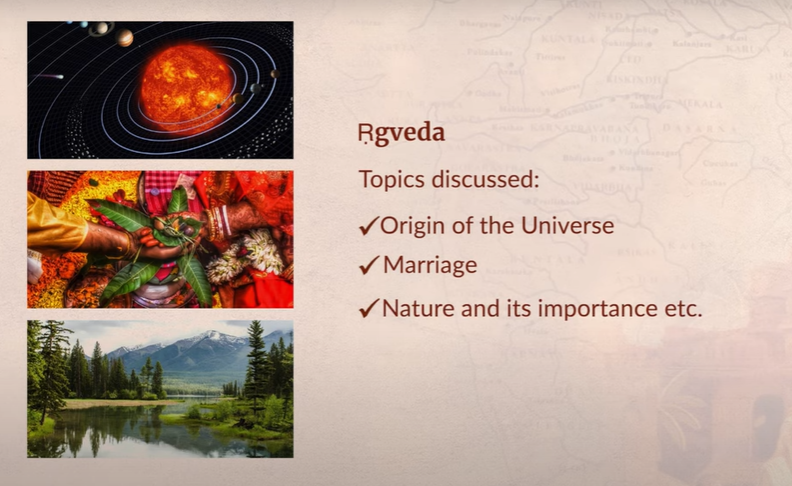 Ṛgveda
Topics discussed:
✓Origin of the Universe
✓Marriage
✓Nature and its importance etc.